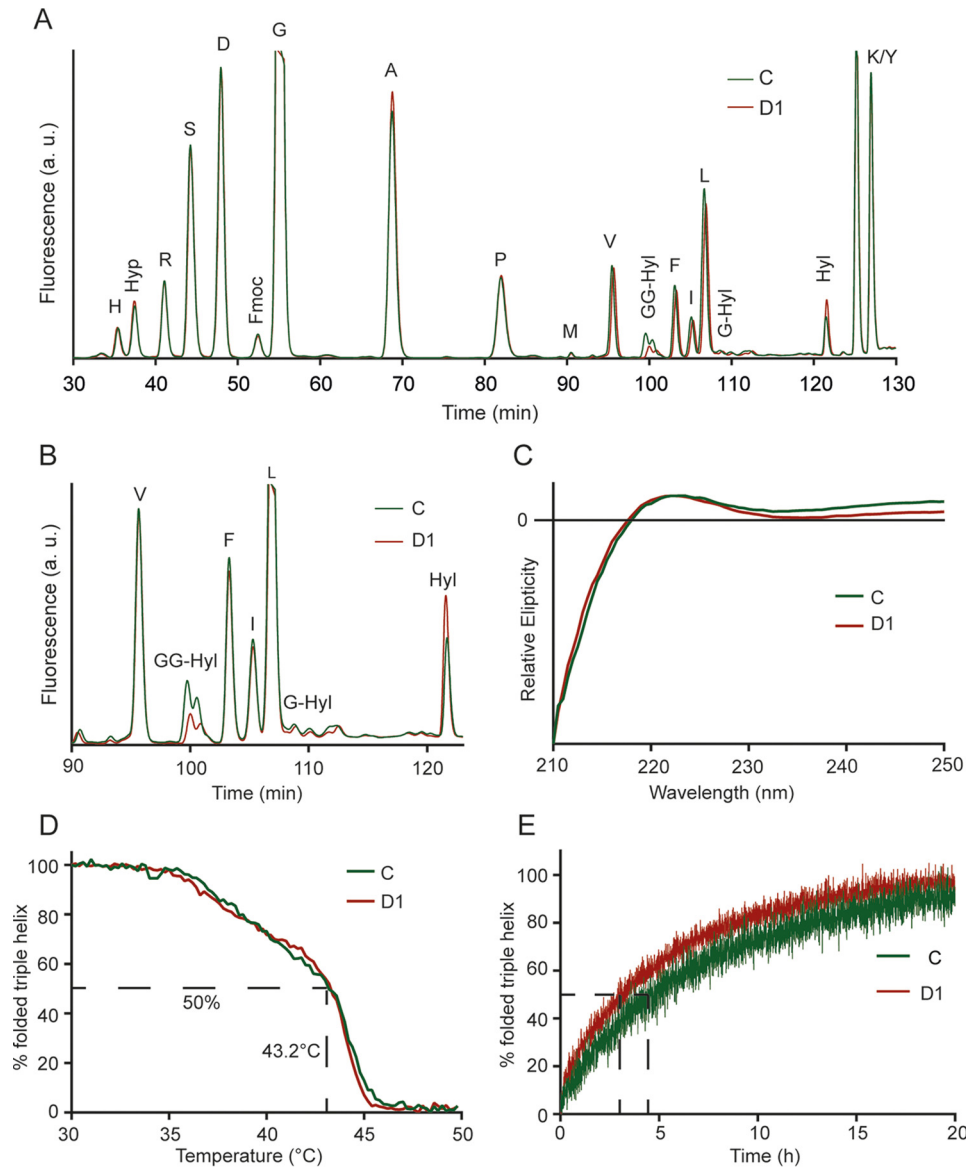 A
Fluorescence (a. u.)
H
Hyp
R
S
D
Fmoc
G
A
P
M
V
GG-Hyl
F
I
L
G-Hyl
Hyl
K/Y
C
D1
30 40 50 60 70 80 90 100 110 120 130
Time (min)
B
Fluorescence (a. u.)
V
GG-Hyl
F
I
L
G-Hyl
Hyl
C
D1
90 100 110 120
Time (min)
C
Relative Elipticity
0
C
D1
210 220 230 240 250
Wavelength (nm)
D
% folded triple helix
100
80
60
40
20
0
C
D1
50%
43.2°C
30 35 40 45 50
Temperature (°C)
E
% folded triple helix
100
80
60
40
20
0
C
D1
0 5 10 15 20
Time (h)